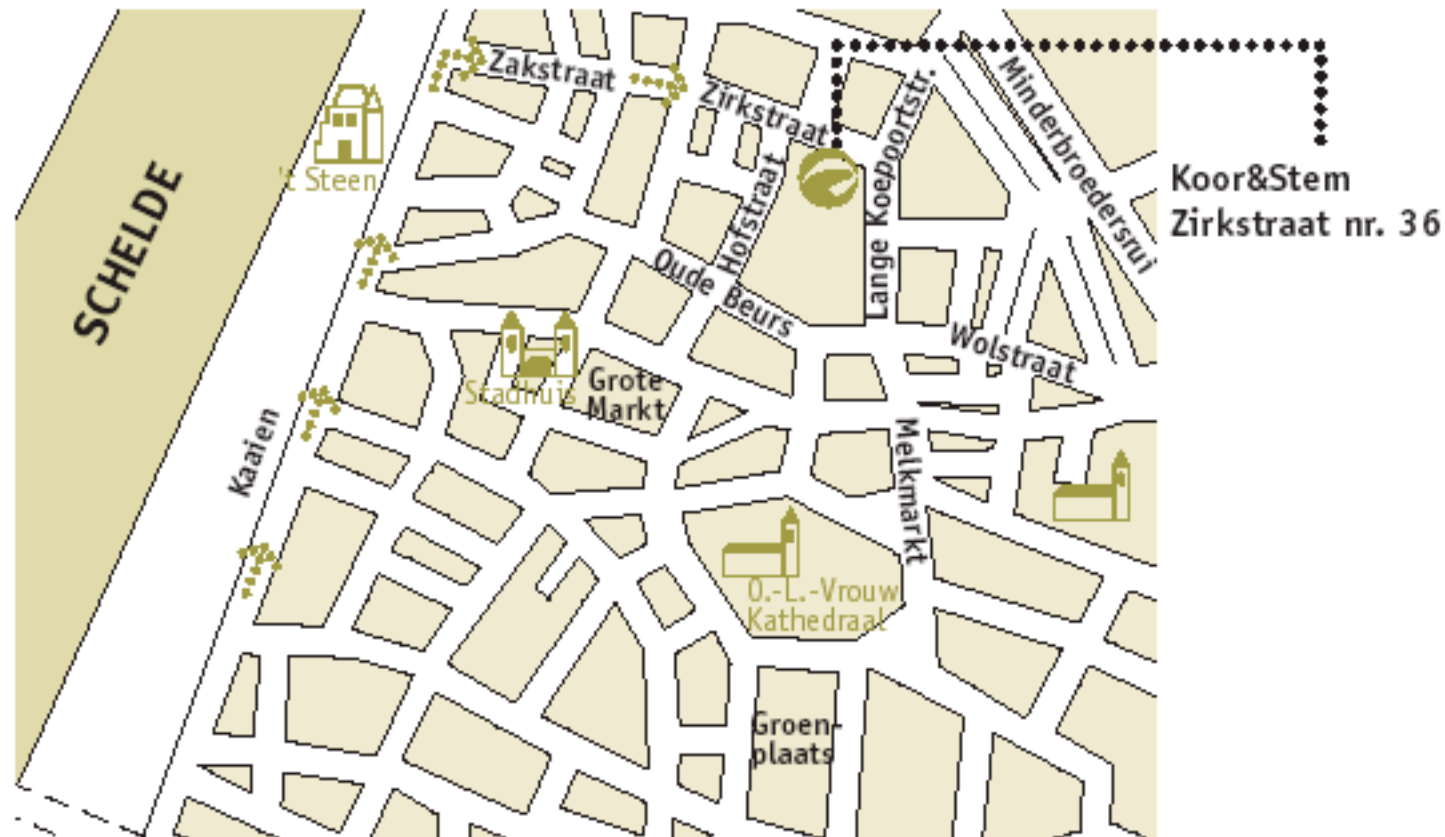 Zakstraat
Zirkstraat
Minderbroedersrui
Lange Koepoortstr.
't Steen
Hofstraat
Koor&Stem
Zirkstraat nr. 36
SCHELDE
Oude Beurs
Wolstraat
Stadhuis
Grote
Markt
Kaaien
Melkmarkt
O.-L.-Vrouw
Kathedraal
Groen-
plaats